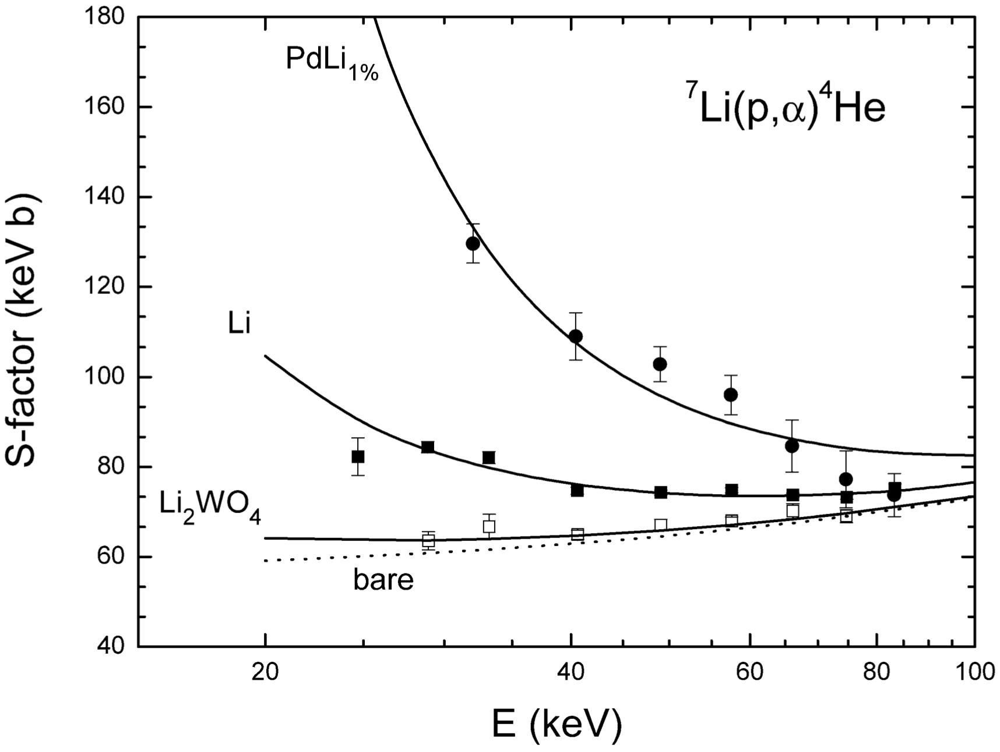 180
160
140
120
100
80
60
40
S-factor (keV b)
PdLi1%
7Li(p,α)4He
Li
Li2WO4
bare
20 40 60 80 100
E (keV)